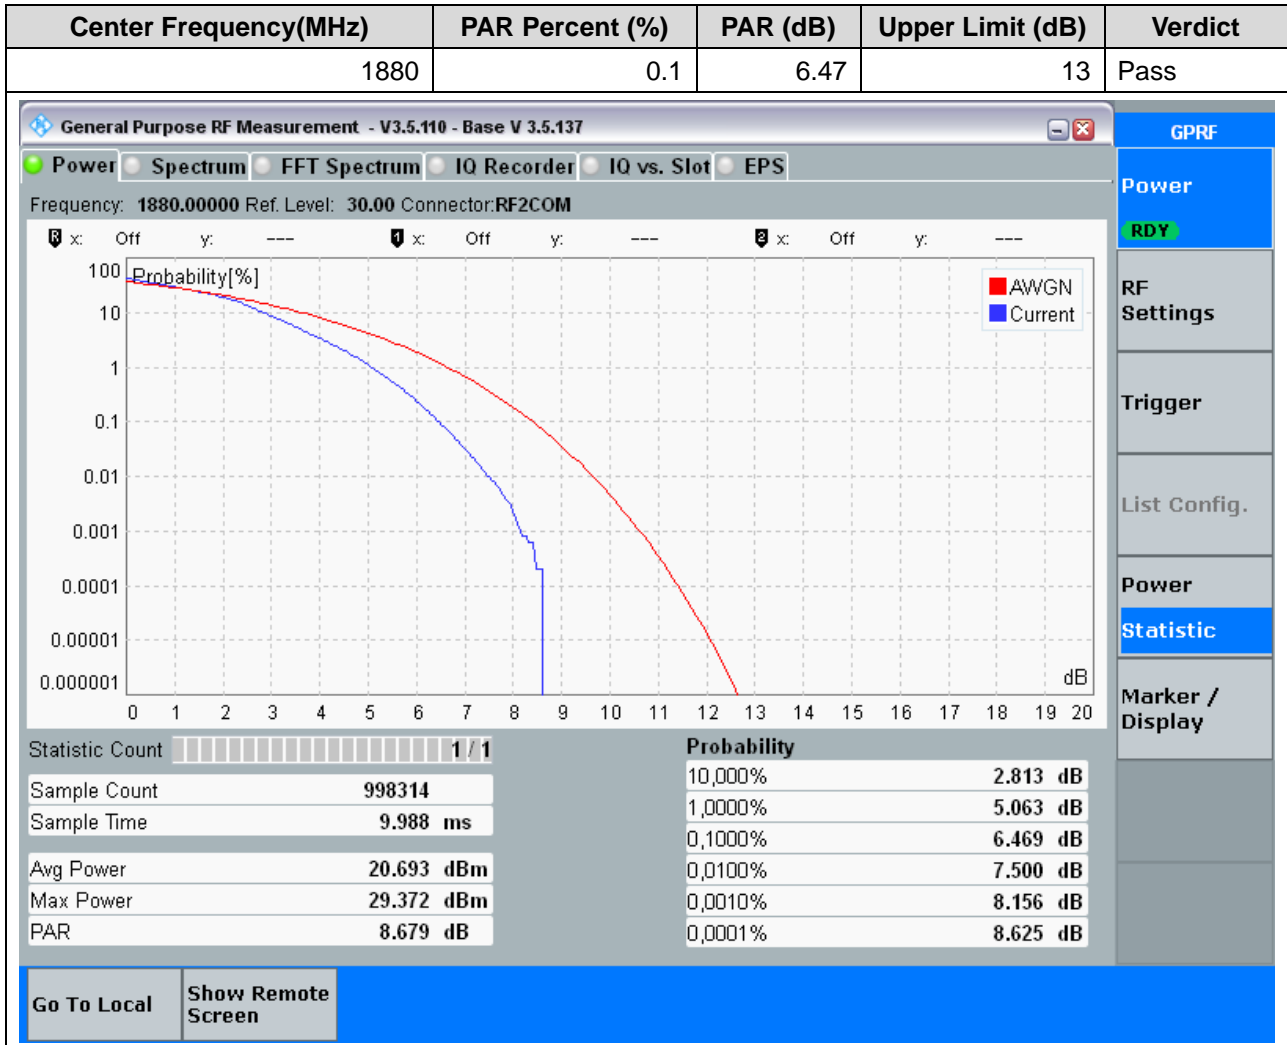 Center Frequency(MHz) PAR Percent (%) PAR (dB) Upper Limit (dB) Verdict
1880 0.1 6.47 13 Pass
General Purpose RF Measurement - V3.5.110 - Base V 3.5.137
GPRF
Power Spectrum FFT Spectrum IQ Recorder IQ vs. Slot EPS
Frequency: 1880.00000 Ref. Level: 30.00 Connector:RF2COM
R x: Off y: --- 1 x: Off y: --- 2 x: Off y: ---
Probability[%]
AWGN
Current
100
10
1
0.1
0.01
0.001
0.0001
0.00001
0.000001
dB
0 1 2 3 4 5 6 7 8 9 10 11 12 13 14 15 16 17 18 19 20
Statistic Count 1 / 1
Sample Count 998314
Sample Time 9.988 ms
Avg Power 20.693 dBm
Max Power 29.372 dBm
PAR 8.679 dB
Probability
10,000% 2.813 dB
1,0000% 5.063 dB
0,1000% 6.469 dB
0,0100% 7.500 dB
0,0010% 8.156 dB
0,0001% 8.625 dB
Power
RDY
RF
Settings
Trigger
List Config.
Power
Statistic
Marker /
Display
Go To Local
Show Remote
Screen